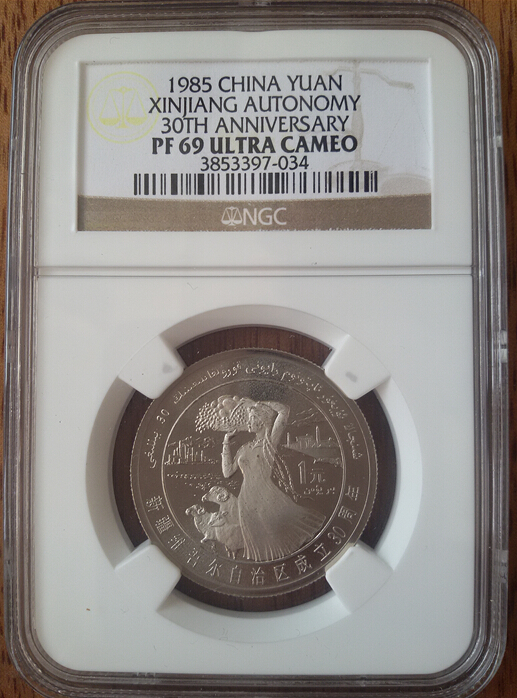 1985 CHINA YUAN
XINJIANG AUTONOMY
30TH ANNIVERSARY
PF 69 ULTRA CAMEO
3853397-034
NGC
1元
新疆维吾尔自治区成立30周年